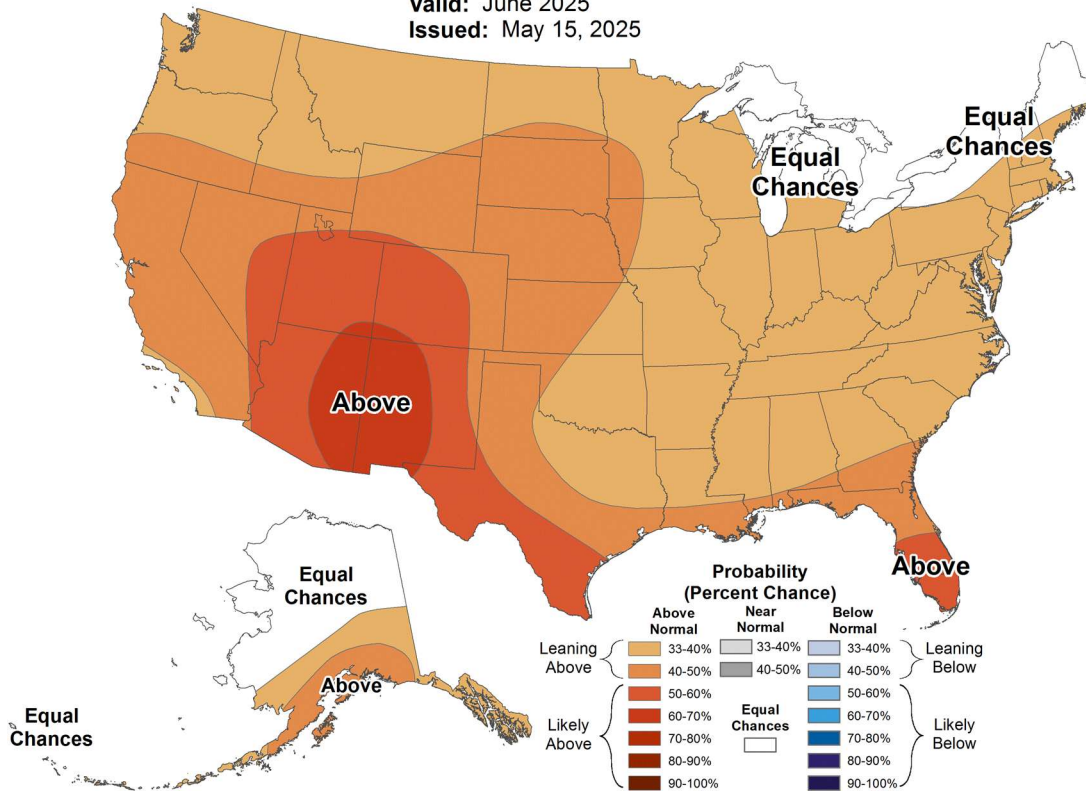 Valid: June 2025
Issued: May 15, 2025
Equal
Chances
Equal
Chances
Above
Above
Equal
Chances
Above
Equal
Chances
Probability
(Percent Chance)
Above
Normal
Near
Normal
Below
Normal
Leaning
Above
33-40%
40-50%
33-40%
40-50%
33-40%
40-50%
Leaning
Below
Likely
Above
50-60%
60-70%
70-80%
80-90%
90-100%
Equal
Chances
50-60%
60-70%
70-80%
80-90%
90-100%
Likely
Below